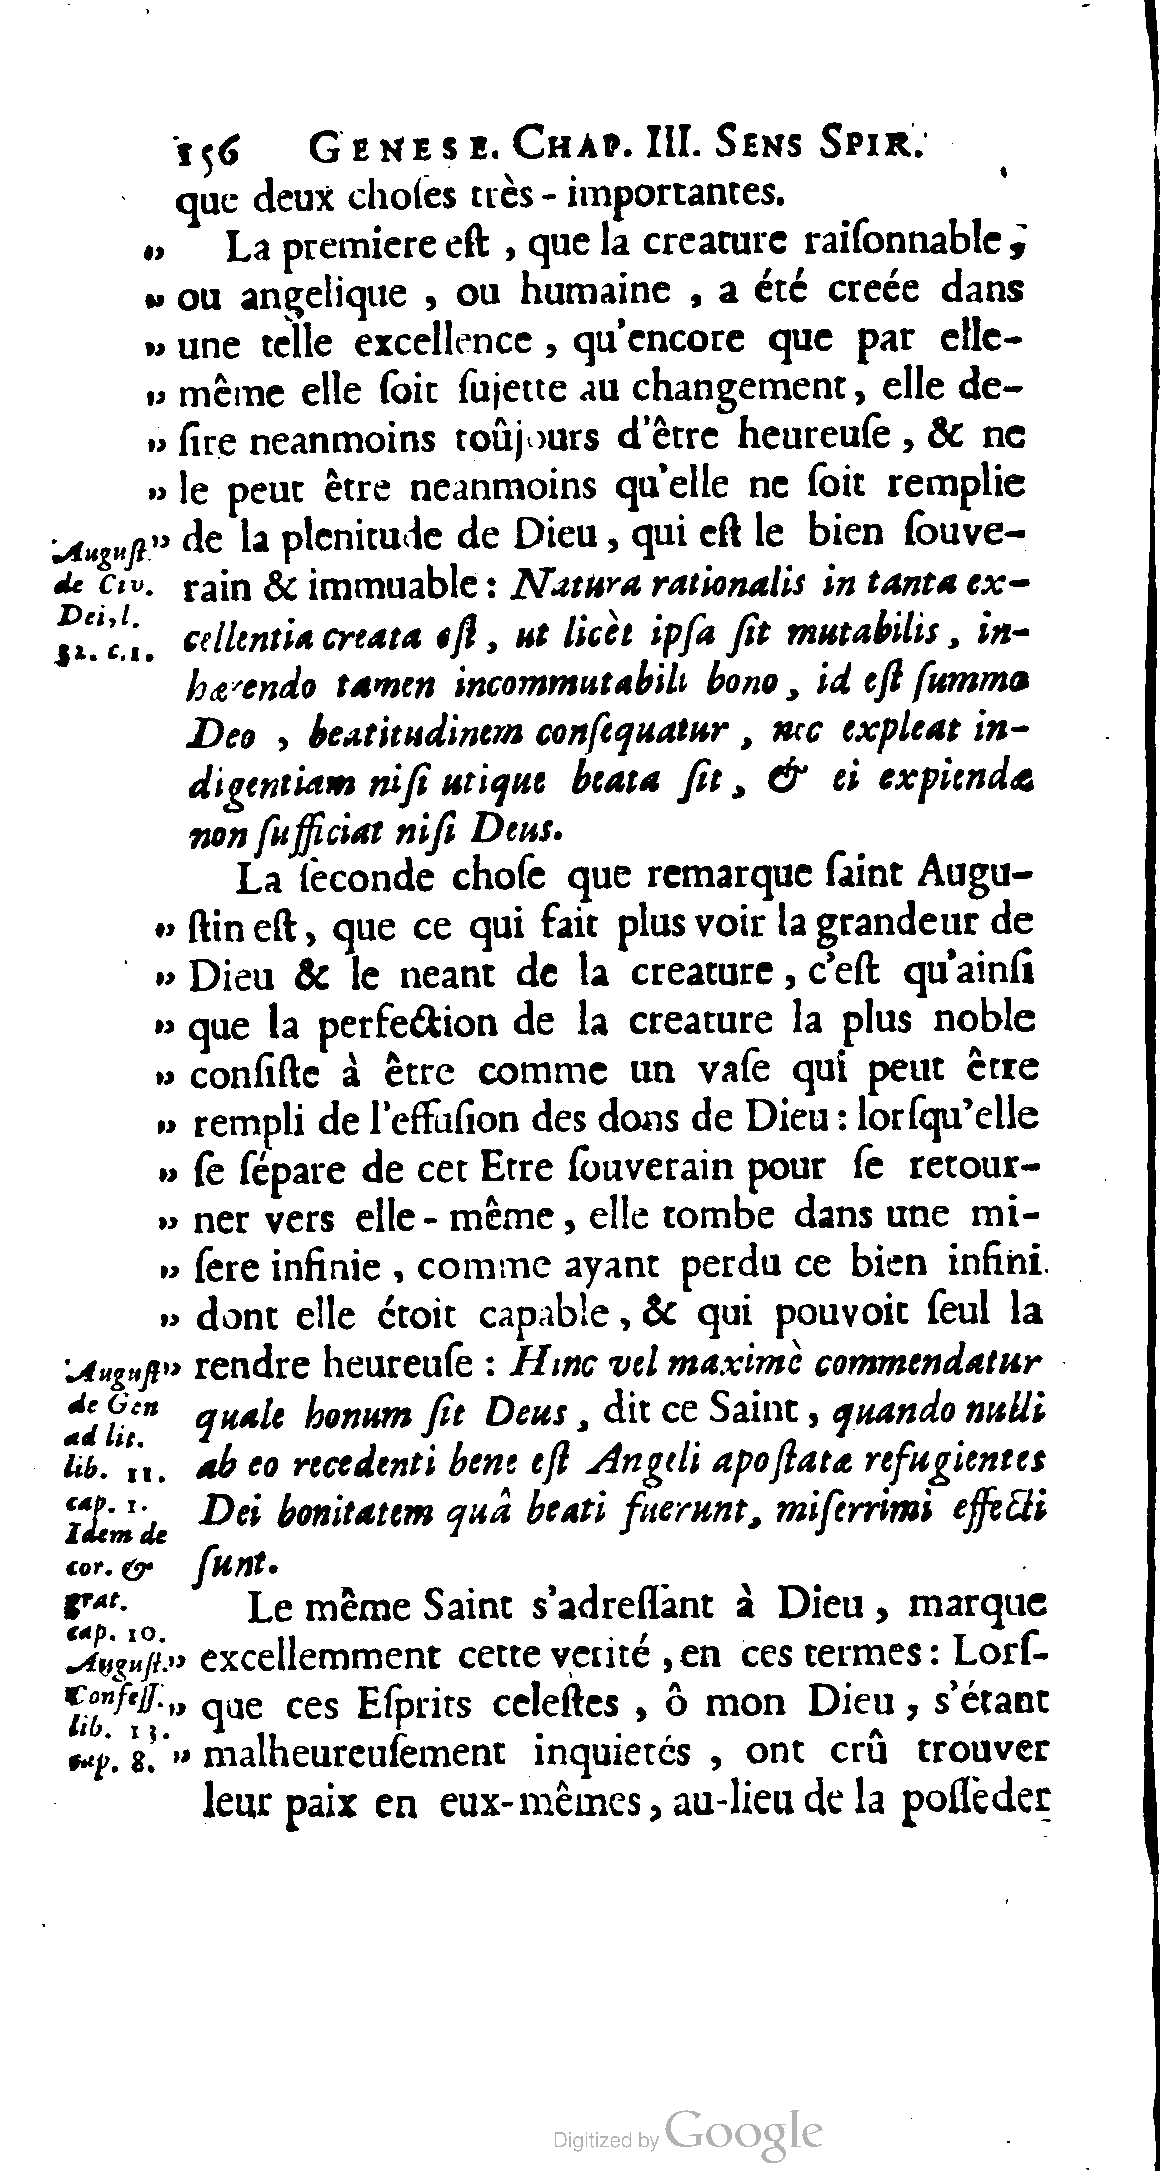 156 GENESE. CHAP. III. SENS SPIR.
que deux choſes très-importantes.
„ La premiere eſt, que la creature raiſonnable,
„ ou angelique, ou humaine, a été creée dans
„ une telle excellence, qu'encore que par elle-
„ même elle ſoit ſujette au changement, elle de-
„ ſire neanmoins toûjours d'être heureuſe, & ne
„ le peut être neanmoins qu'elle ne ſoit remplie
„ de la plenitude de Dieu, qui eſt le bien ſouve-
rain & immuable: Natura rationalis in tanta ex-
cellentia creata eſt, ut licèt ipſa ſit mutabilis, in-
hærendo tamen incommutabili bono, id eſt ſummo
Deo, beatitudinem conſequatur, nec expleat in-
digentiam niſi utique beata ſit, & ei expiendæ
non ſufficiat niſi Deus.
Auguſt.
de Civ.
Dei, l.
12. c. 1.
La ſeconde choſe que remarque ſaint Augu-
„ ſtin eſt, que ce qui fait plus voir la grandeur de
„ Dieu & le neant de la creature, c'eſt qu'ainſi
„ que la perfection de la creature la plus noble
„ conſiſte à être comme un vaſe qui peut être
„ rempli de l'effuſion des dons de Dieu: lorſqu'elle
„ ſe ſépare de cet Etre ſouverain pour ſe retour-
„ ner vers elle-même, elle tombe dans une mi-
„ ſere infinie, comme ayant perdu ce bien infini
„ dont elle étoit capable, & qui pouvoit ſeul la
„ rendre heureuſe: Hinc vel maximè commendatur
quale bonum ſit Deus, dit ce Saint, quando nulli
ab eo recedenti bene eſt Angeli apoſtatæ refugientes
Dei bonitatem quâ beati fuerunt, miſerrimi effecti
ſunt.
Auguſt
de Gen
ad lit.
lib. 11.
cap. 1.
Idem de
cor. &
grat.
cap. 10.
Le même Saint s'adreſſant à Dieu, marque
„ excellemment cette verité, en ces termes: Lorſ-
„ que ces Eſprits celeſtes, ô mon Dieu, s'étant
„ malheureuſement inquietés, ont crû trouver
leur paix en eux-mêmes, au-lieu de la poſſeder
Auguſt.
Confeſſ.
lib. 13.
cap. 8.
Digitized by Google